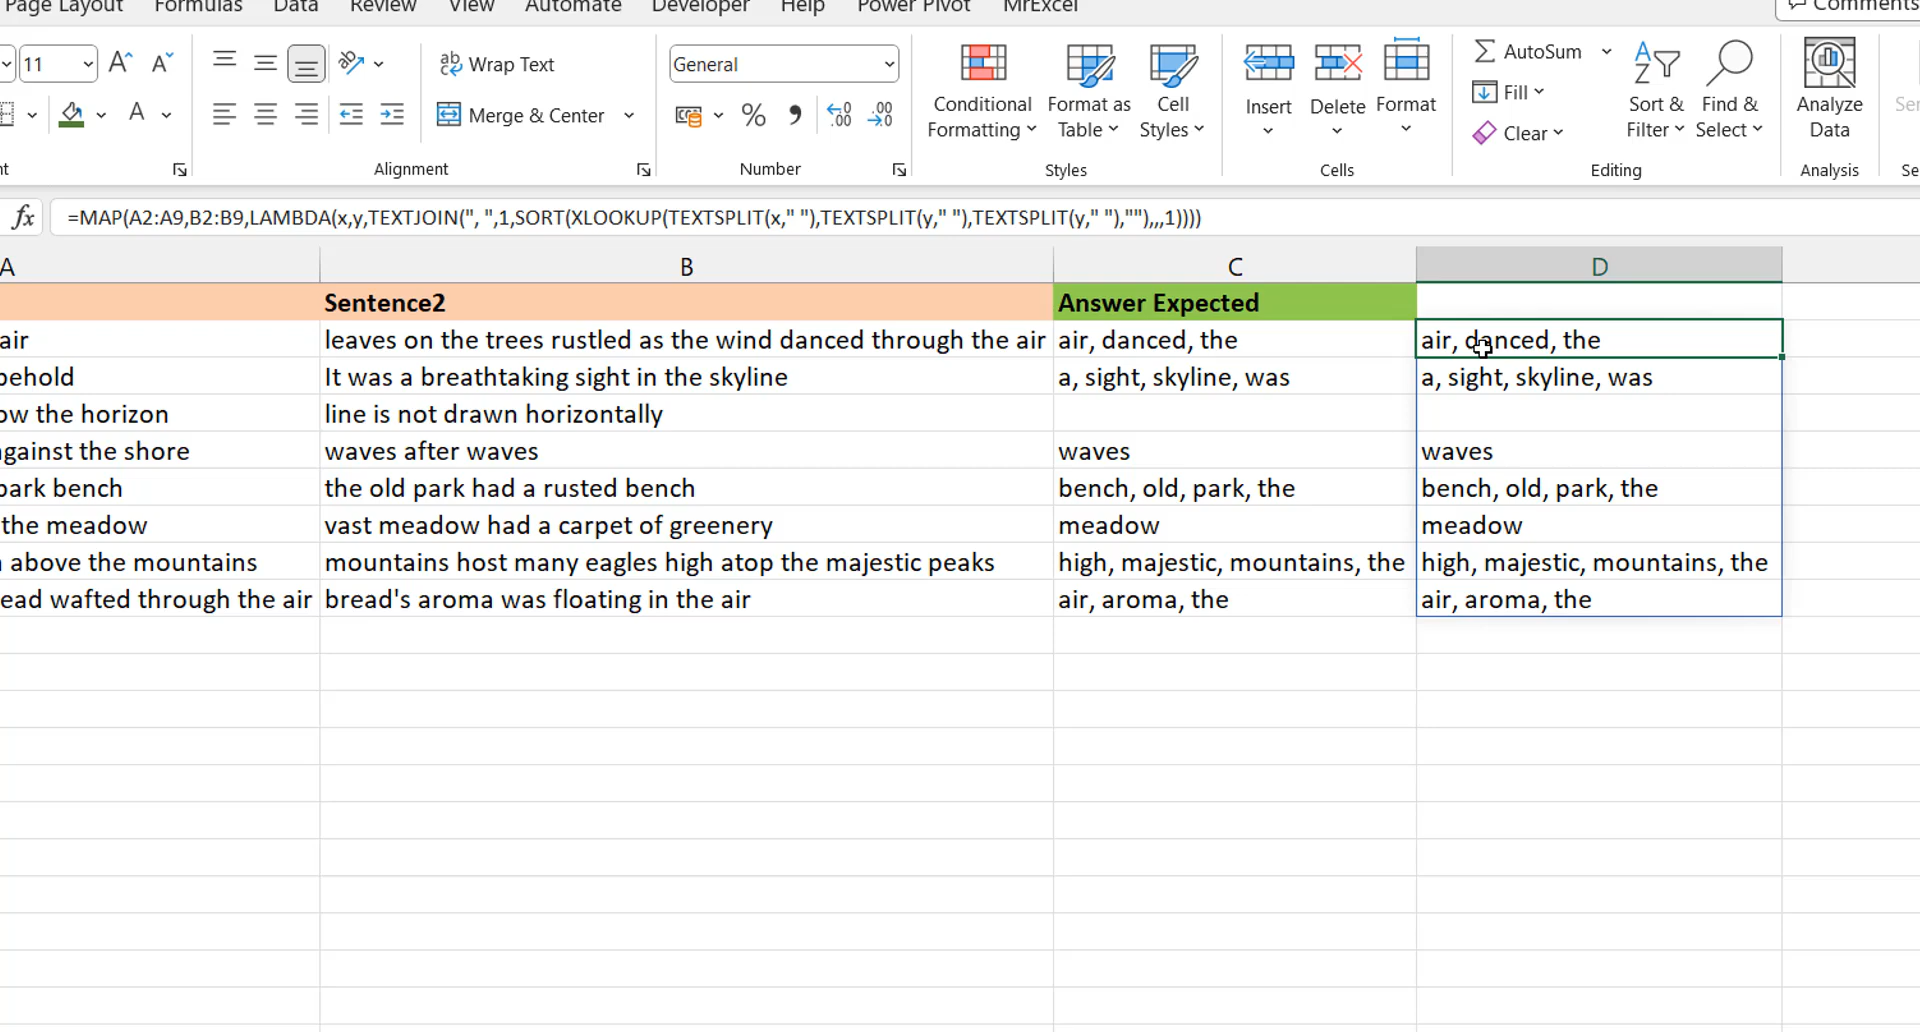 Page Layout Formulas Data Review View Automate Developer Help Power Pivot MrExcel Comments
11 Wrap Text General AutoSum
Fill
Conditional Format as Cell Insert Delete Format Sort & Find & Analyze
Merge & Center Formatting Table Styles Clear Filter Select Data
Alignment Number Styles Cells Editing Analysis
fx =MAP(A2:A9,B2:B9,LAMBDA(x,y,TEXTJOIN(", ",1,SORT(XLOOKUP(TEXTSPLIT(x," "),TEXTSPLIT(y," "),TEXTSPLIT(y," "),""),,,1))))
A B C D
Sentence2 Answer Expected
air leaves on the trees rustled as the wind danced through the air air, danced, the air, danced, the
behold It was a breathtaking sight in the skyline a, sight, skyline, was a, sight, skyline, was
ow the horizon line is not drawn horizontally
against the shore waves after waves waves waves
park bench the old park had a rusted bench bench, old, park, the bench, old, park, the
the meadow vast meadow had a carpet of greenery meadow meadow
above the mountains mountains host many eagles high atop the majestic peaks high, majestic, mountains, the high, majestic, mountains, the
ead wafted through the air bread's aroma was floating in the air air, aroma, the air, aroma, the